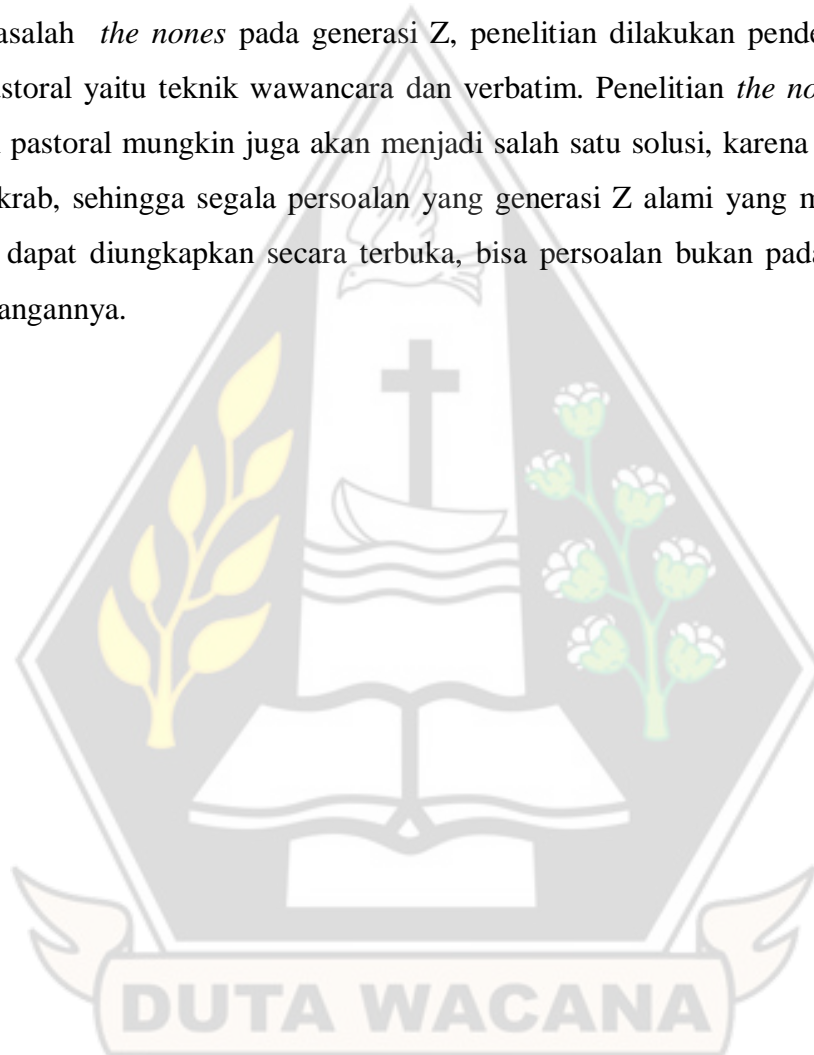 asalah the nones pada generasi Z, penelitian dilakukan pende
astoral yaitu teknik wawancara dan verbatim. Penelitian the no
pastoral mungkin juga akan menjadi salah satu solusi, karena
krab, sehingga segala persoalan yang generasi Z alami yang m
dapat diungkapkan secara terbuka, bisa persoalan bukan pada
angannya.
DUTA WACANA